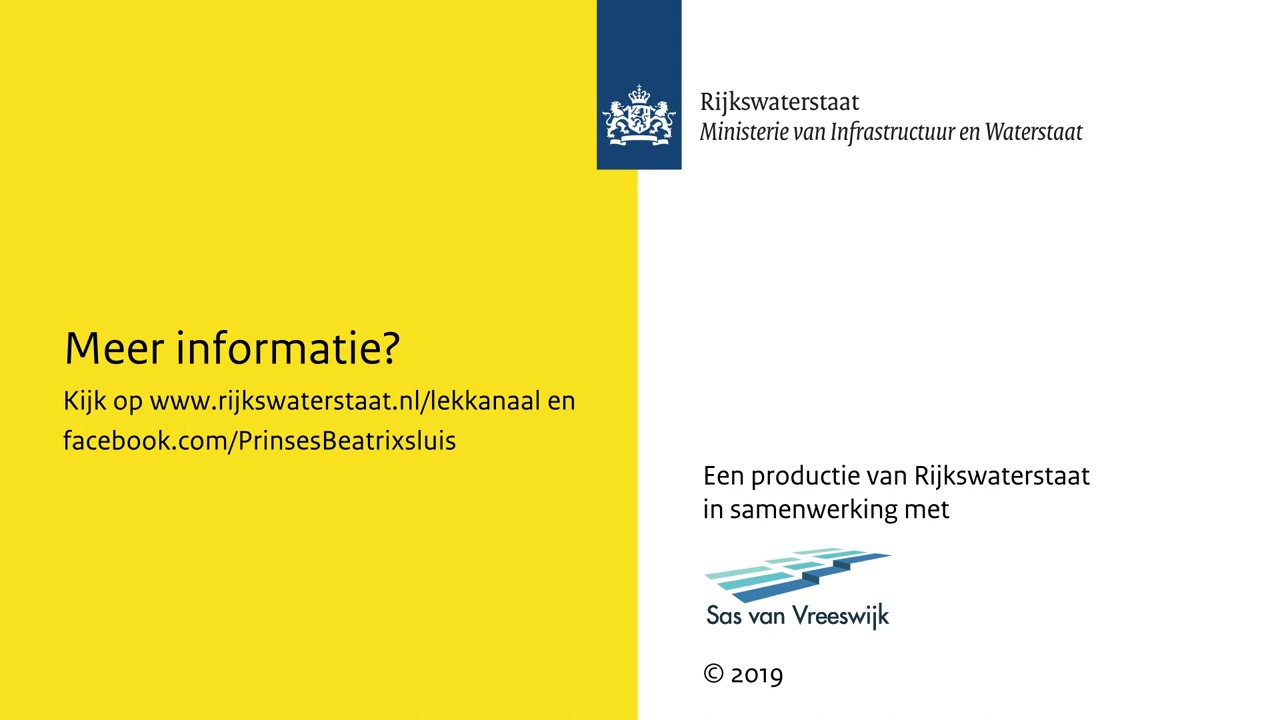 Rijkswaterstaat
Ministerie van Infrastructuur en Waterstaat
Meer informatie?
Kijk op www.rijkswaterstaat.nl/lekkanaal en
facebook.com/PrinsesBeatrixsluis
Een productie van Rijkswaterstaat
in samenwerking met
Sas van Vreeswijk
© 2019